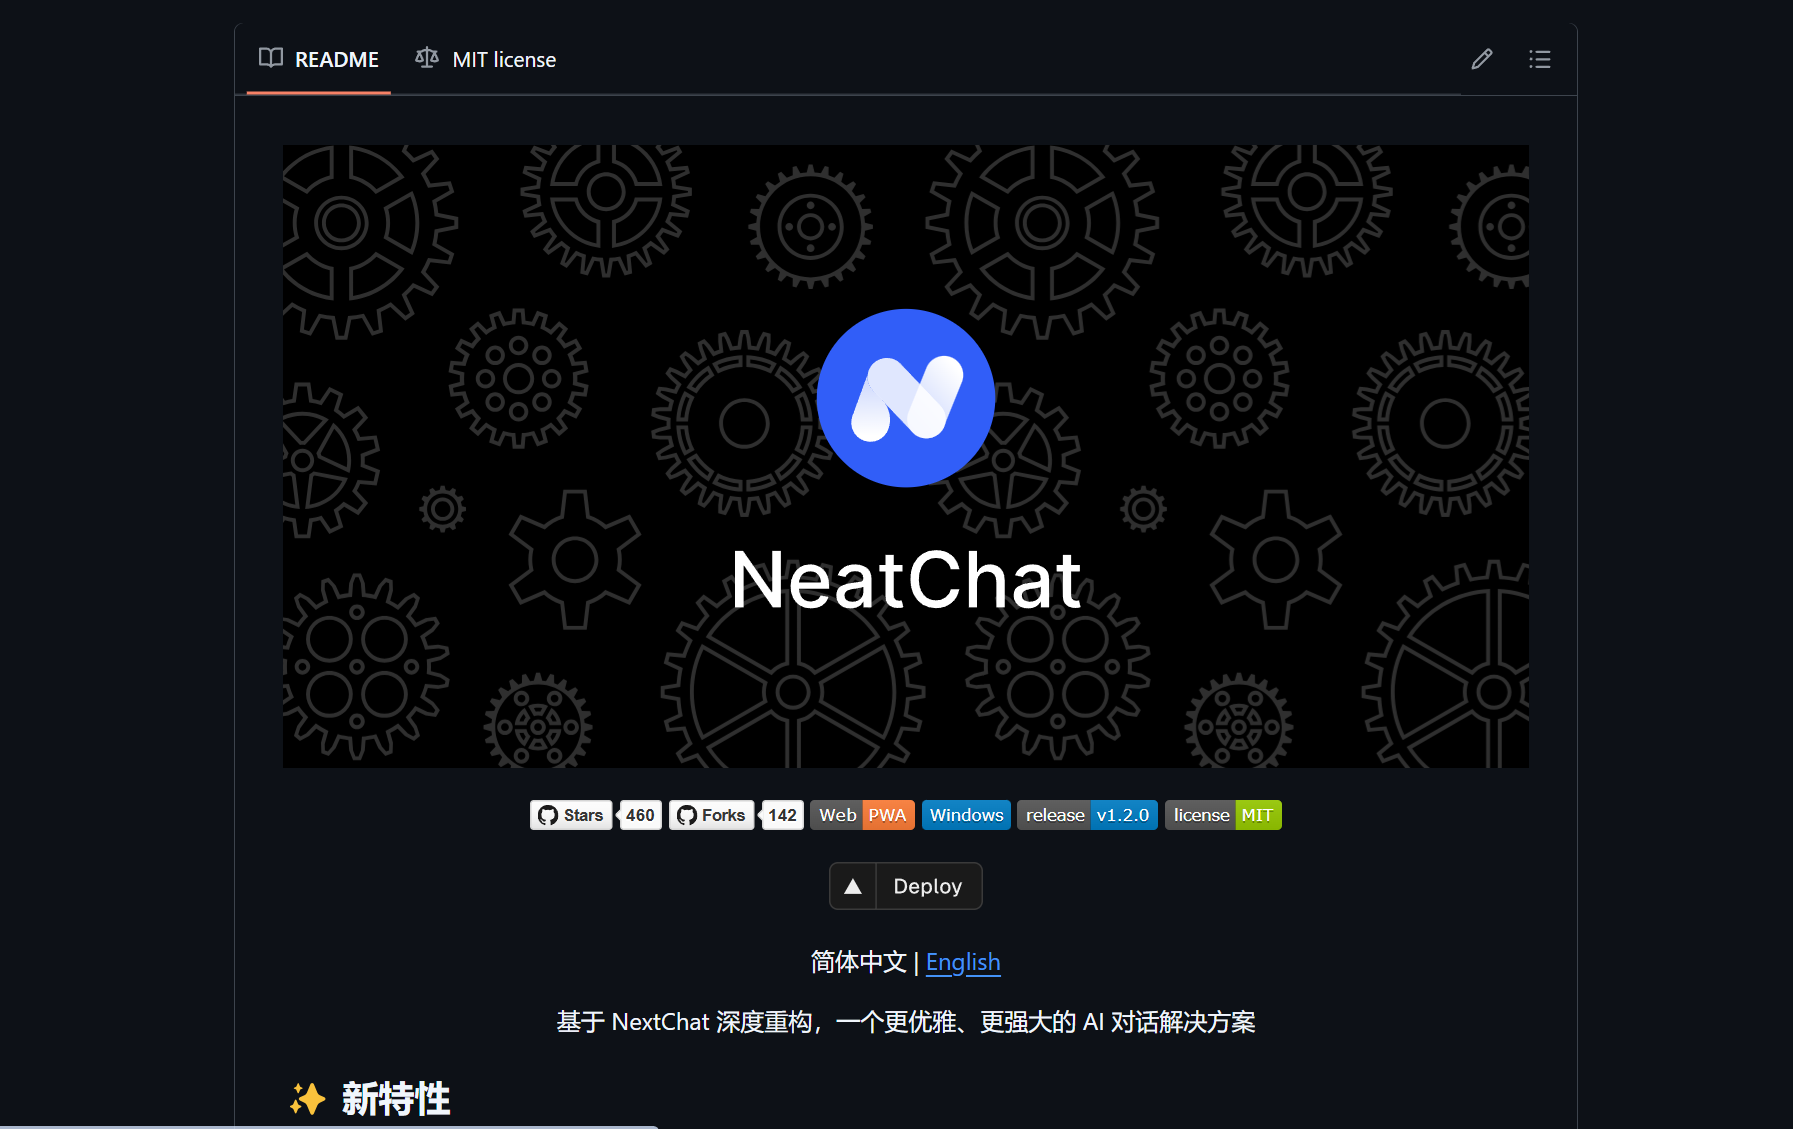 README MIT license
NeatChat
Stars 460 Forks 142 Web PWA Windows release v1.2.0 license MIT
Deploy
简体中文 | English
基于 NextChat 深度重构，一个更优雅、更强大的 AI 对话解决方案
✨ 新特性